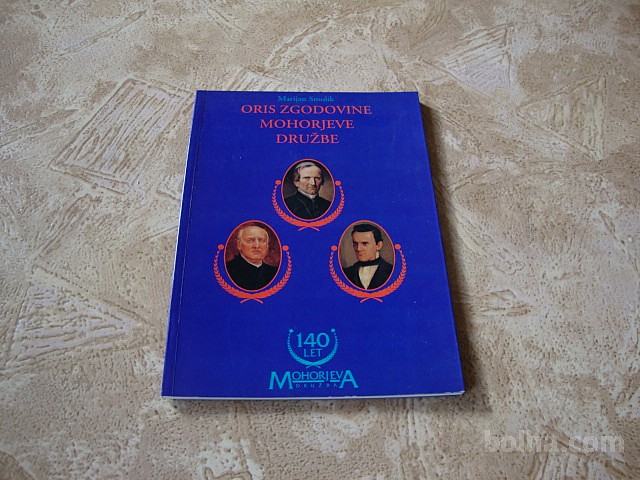 Marijan Smolik
ORIS ZGODOVINE
MOHORJEVE
DRUŽBE
140
LET
MOHORJEVA
DRUŽBA
bolha.com